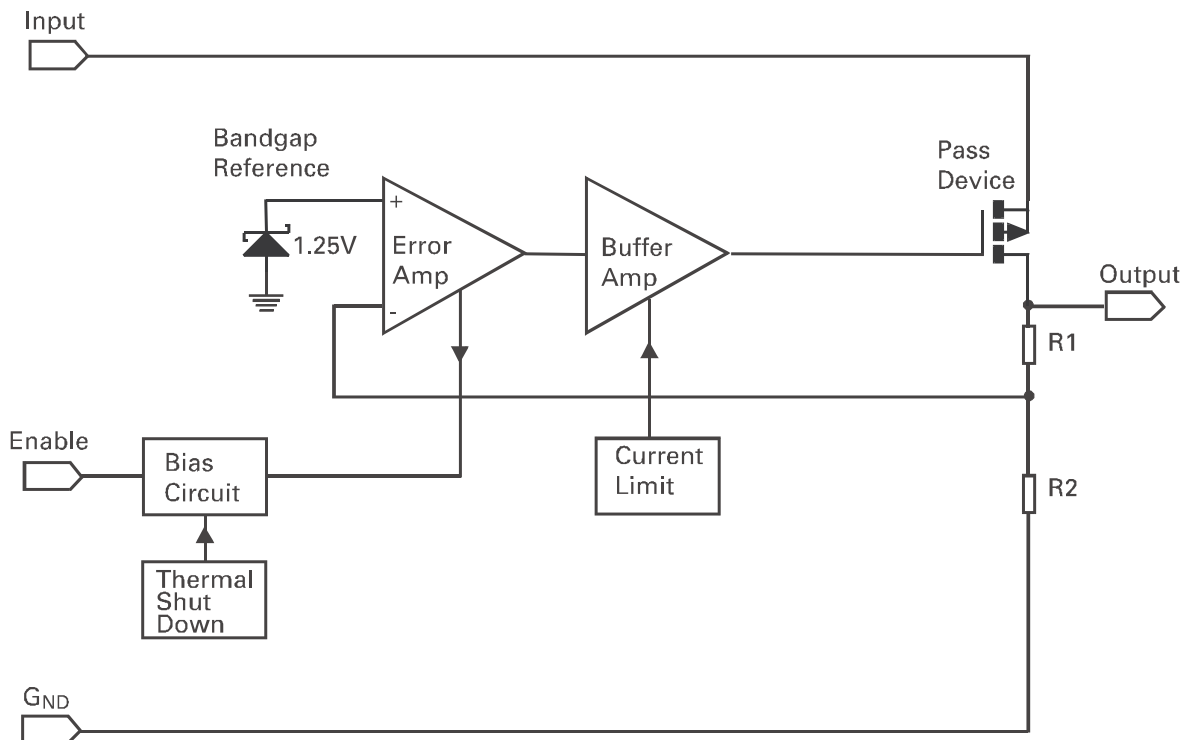 Input
Bandgap
Reference
Pass
Device
+
1.25V
Error
Amp
Buffer
Amp
Output
-
R1
Enable
Bias
Circuit
Current
Limit
R2
Thermal
Shut
Down
GND